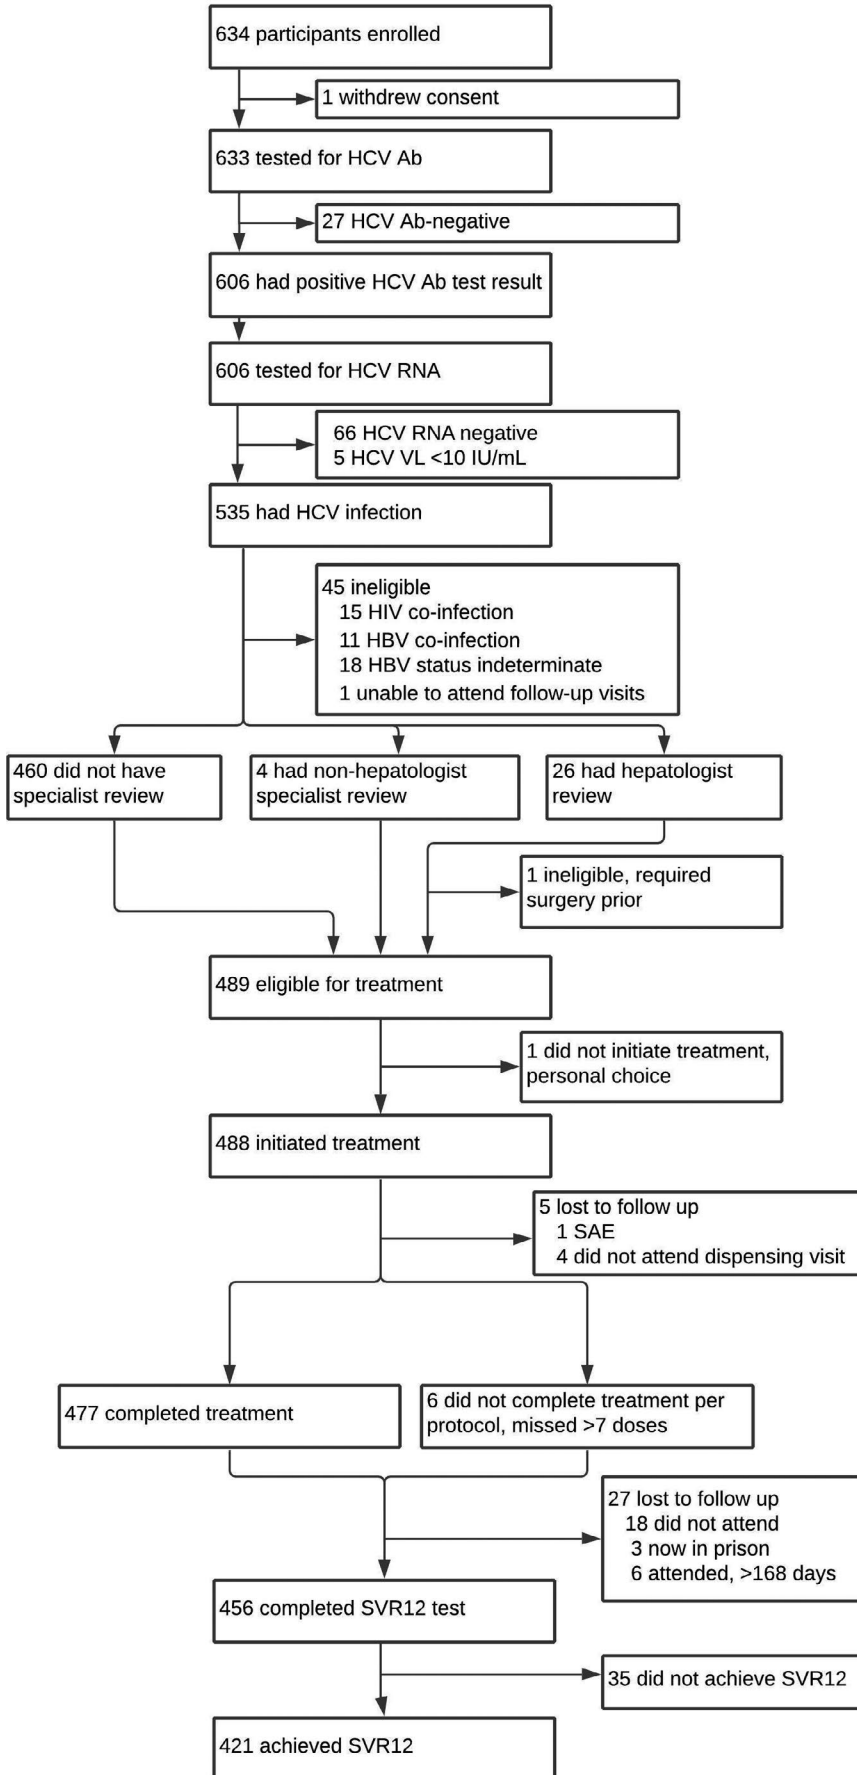 634 participants enrolled
1 withdrew consent
633 tested for HCV Ab
27 HCV Ab-negative
606 had positive HCV Ab test result
606 tested for HCV RNA
66 HCV RNA negative
5 HCV VL <10 IU/mL
535 had HCV infection
45 ineligible
15 HIV co-infection
11 HBV co-infection
18 HBV status indeterminate
1 unable to attend follow-up visits
460 did not have
specialist review
4 had non-hepatologist
specialist review
26 had hepatologist
review
1 ineligible, required
surgery prior
489 eligible for treatment
1 did not initiate treatment,
personal choice
488 initiated treatment
5 lost to follow up
1 SAE
4 did not attend dispensing visit
477 completed treatment
6 did not complete treatment per
protocol, missed >7 doses
27 lost to follow up
18 did not attend
3 now in prison
6 attended, >168 days
456 completed SVR12 test
35 did not achieve SVR12
421 achieved SVR12